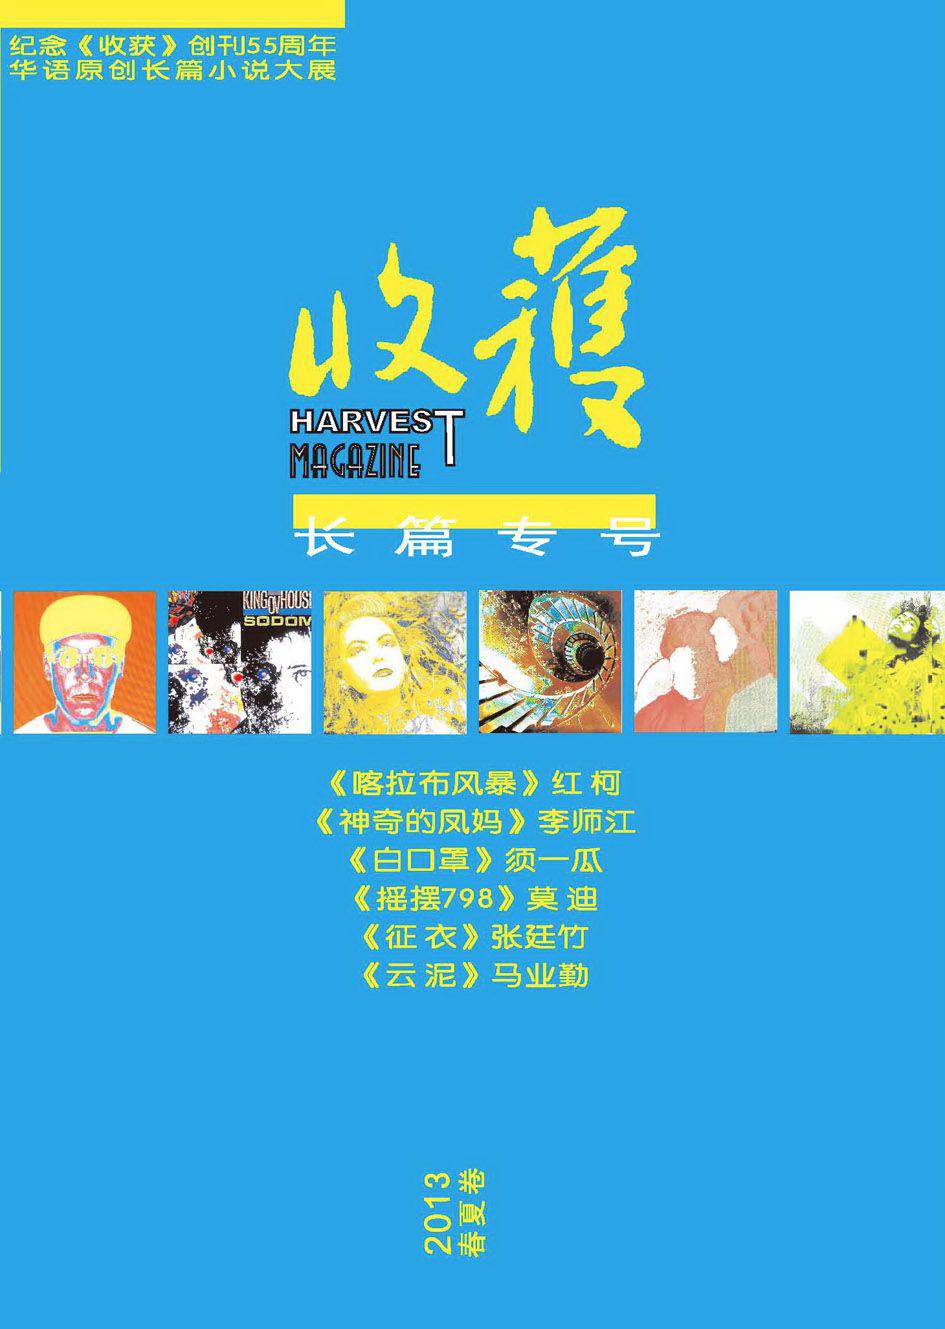 纪念《收获》创刊55周年
华语原创长篇小说大展
收穫
HARVEST
MAGAZINE
长篇专号
KING OV HOUSE
SODOM
《喀拉布风暴》红柯
《神奇的凤妈》李师江
《白口罩》须一瓜
《摇摆798》莫迪
《征衣》张廷竹
《云泥》马业勤
2013
春夏卷